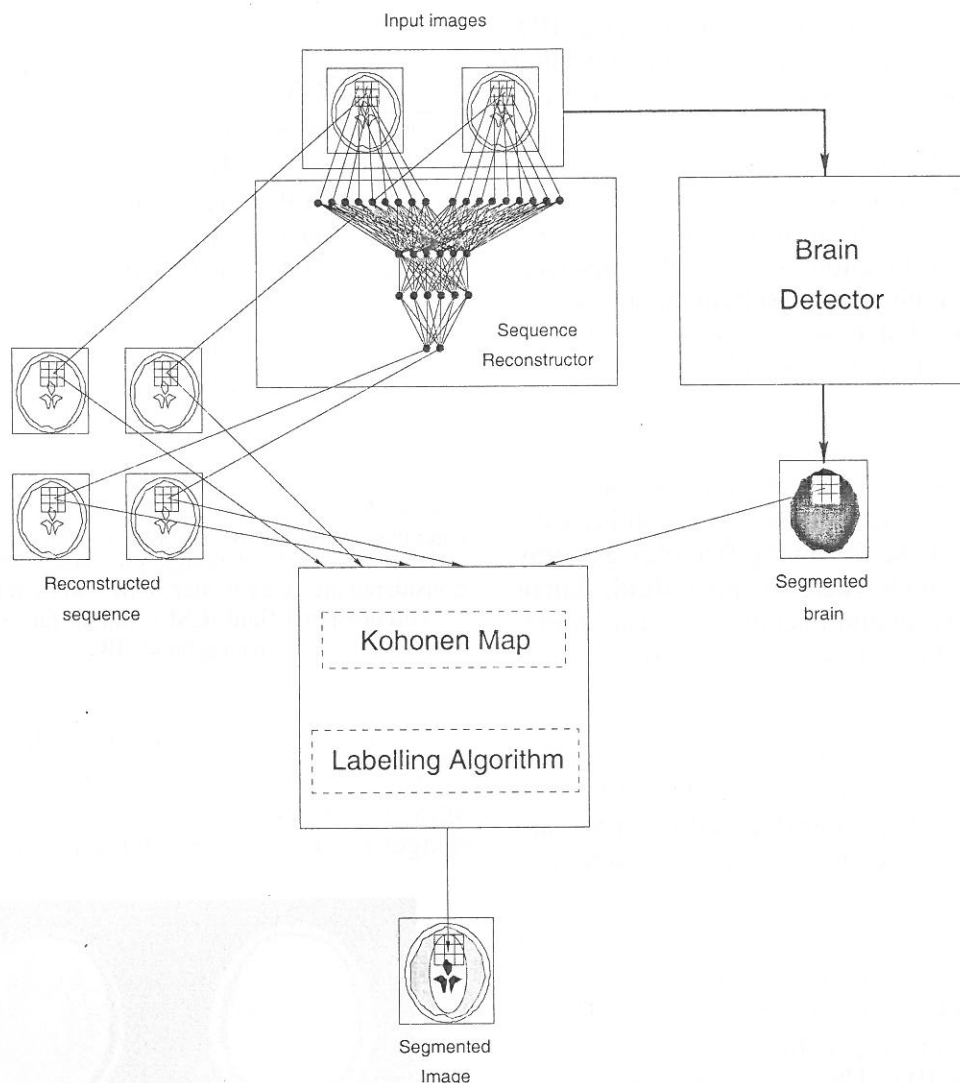 Input images
Brain
Detector
Sequence
Reconstructor
Reconstructed
sequence
Segmented
brain
Kohonen Map
Labelling Algorithm
Segmented
Image